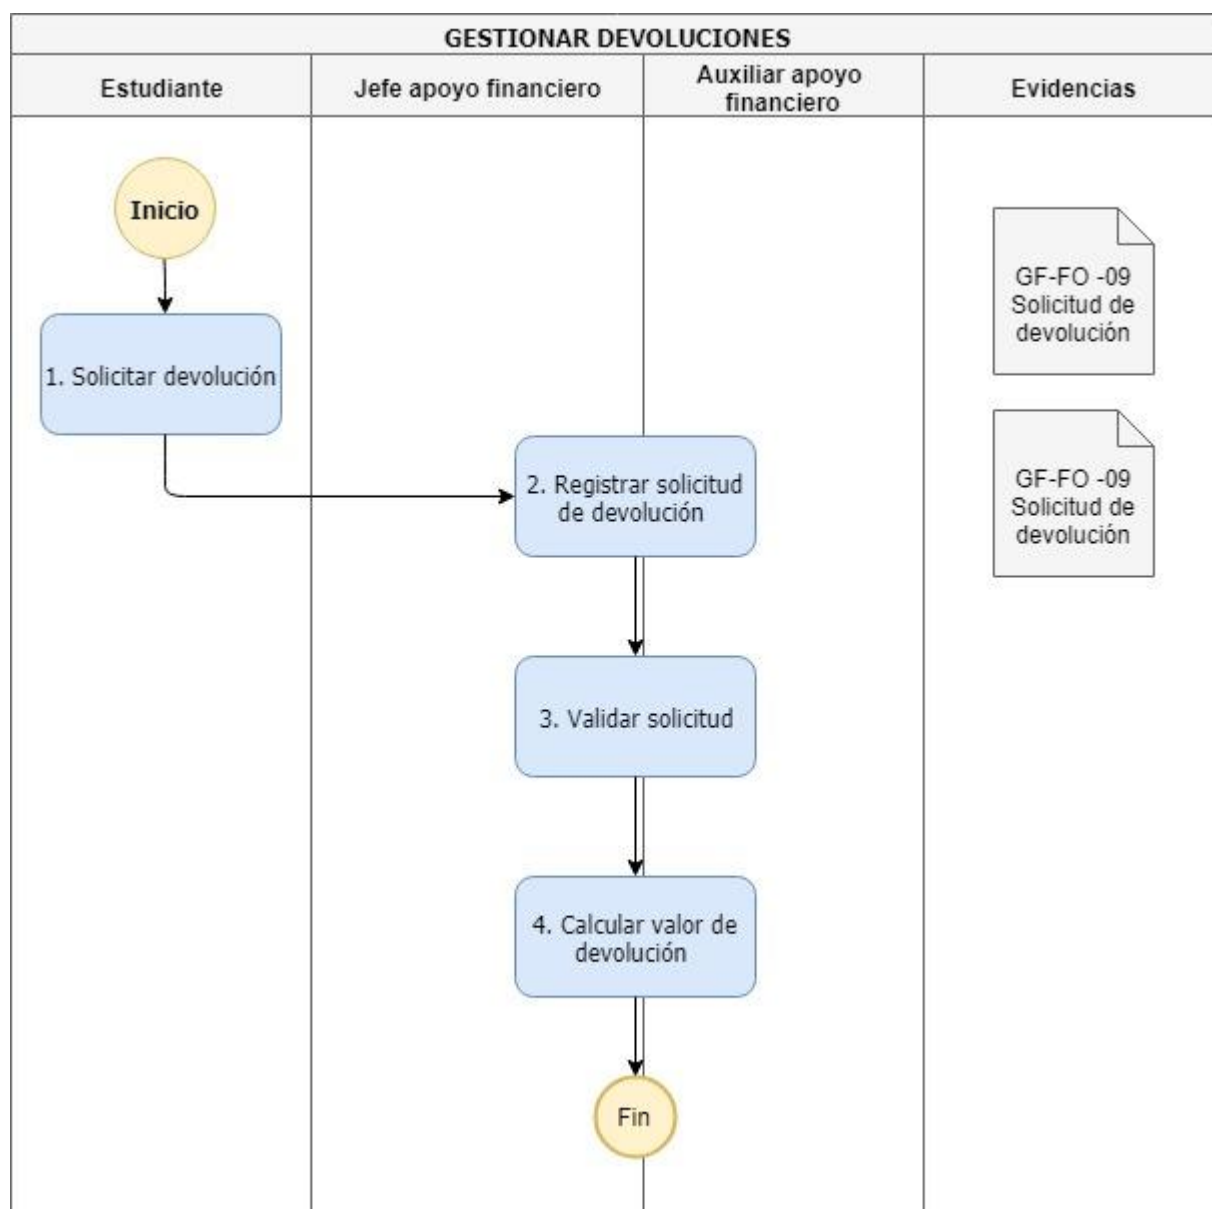 GESTIONAR DEVOLUCIONES
Estudiante
Jefe apoyo financiero
Auxiliar apoyo
financiero
Evidencias
Inicio
1. Solicitar devolución
GF-FO -09
Solicitud de
devolución
2. Registrar solicitud
de devolución
GF-FO -09
Solicitud de
devolución
3. Validar solicitud
4. Calcular valor de
devolución
Fin